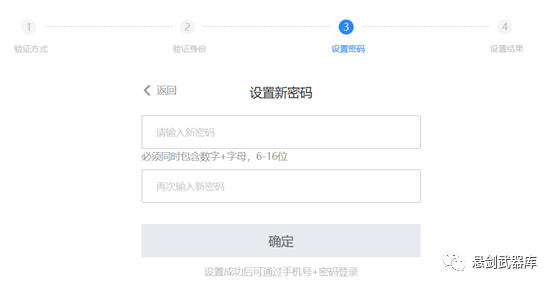 1 2 3 4
验证方式 验证身份 设置密码 设置结果
返回 设置新密码
请输入新密码
必须同时包含数字+字母，6-16位
再次输入新密码
确定
设置成功后可通过手机号+密码登录
悬剑武器库